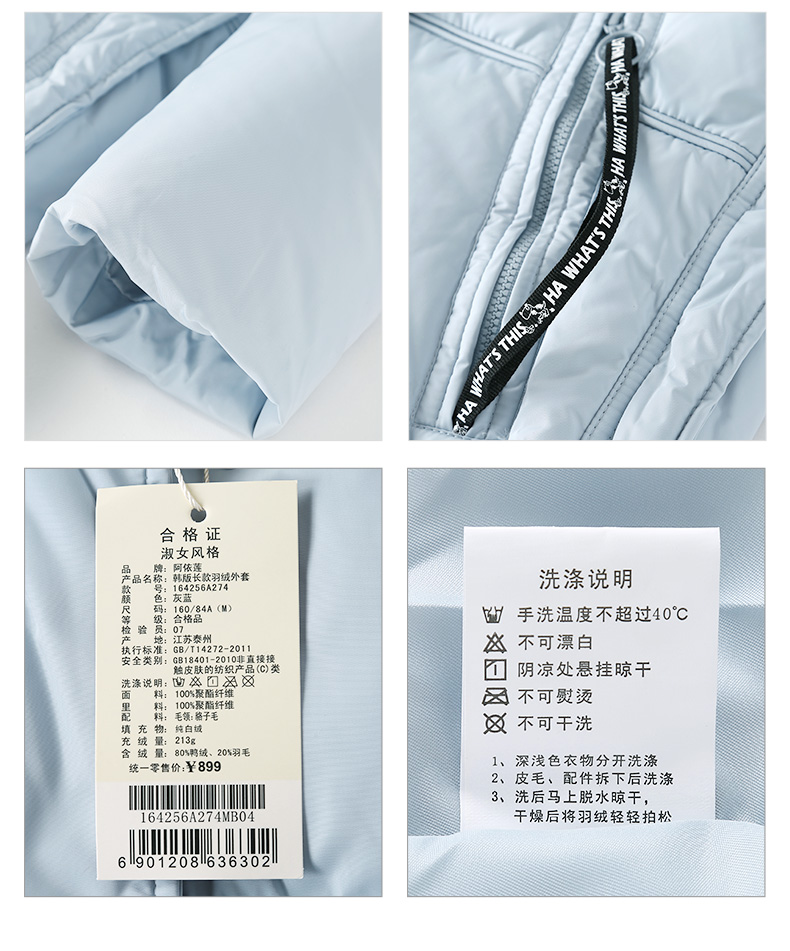 HA WHAT'S THIS HA WHAT'S THIS HA WHAT'S THIS HA
合格证
淑女风格
品牌: 阿依莲
产品名称: 韩版长款羽绒外套
款号: 164256A274
颜色: 灰蓝
尺码: 160/84A(M)
等级: 合格品
检验员: 07
产地: 江苏泰州
执行标准: GB/T14272-2011
安全类别: GB18401-2010非直接接
触皮肤的纺织产品(C)类
洗涤说明:
面料: 100%聚酯纤维
里料: 100%聚酯纤维
配料: 毛领:貉子毛
填充物: 纯白绒
充绒量: 213g
含绒量: 80%鸭绒、20%羽毛
统一零售价: ¥899
164256A274MB04
6 901208 636302
洗涤说明
手洗温度不超过40℃
不可漂白
阴凉处悬挂晾干
不可熨烫
不可干洗
1、深浅色衣物分开洗涤
2、皮毛、配件拆下后洗涤
3、洗后马上脱水晾干,
干燥后将羽绒轻轻拍松